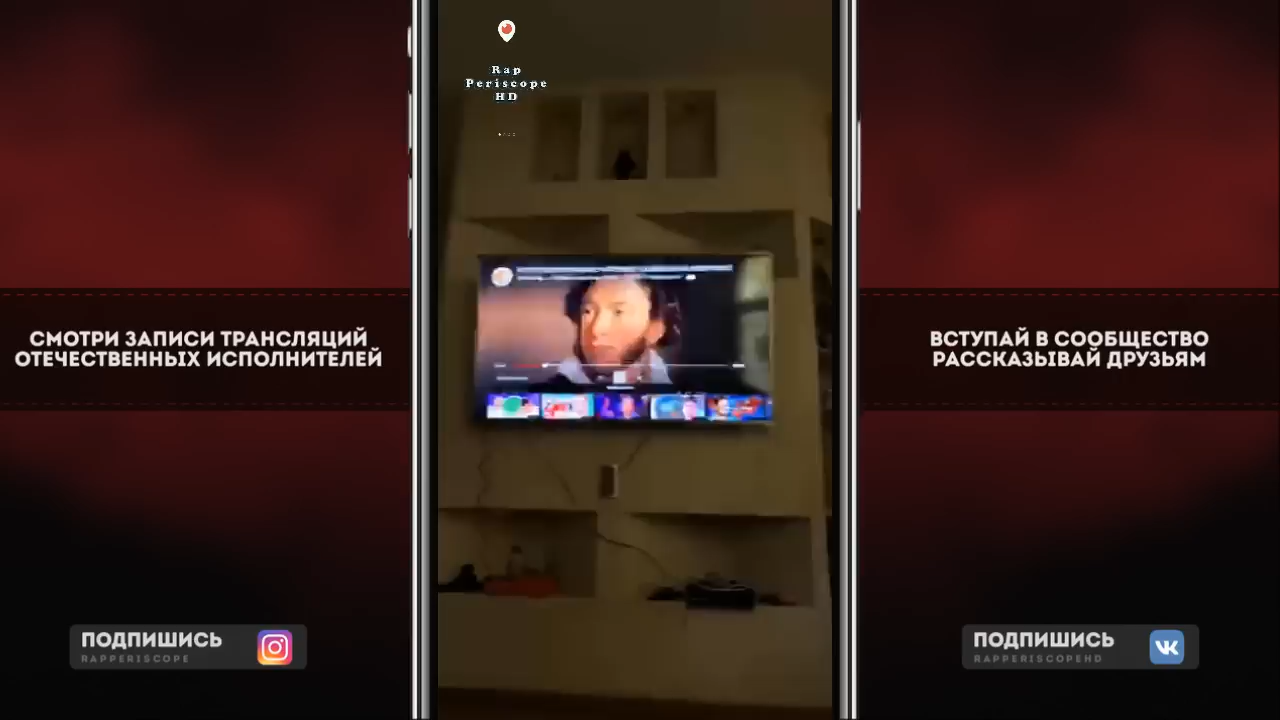 Rap
Periscope
HD
СМОТРИ ЗАПИСИ ТРАНСЛЯЦИЙ
ОТЕЧЕСТВЕННЫХ ИСПОЛНИТЕЛЕЙ
ВСТУПАЙ В СООБЩЕСТВО
РАССКАЗЫВАЙ ДРУЗЬЯМ
ПОДПИШИСЬ
RAPPERISCOPE
ПОДПИШИСЬ
RAPPERISCOPEHD